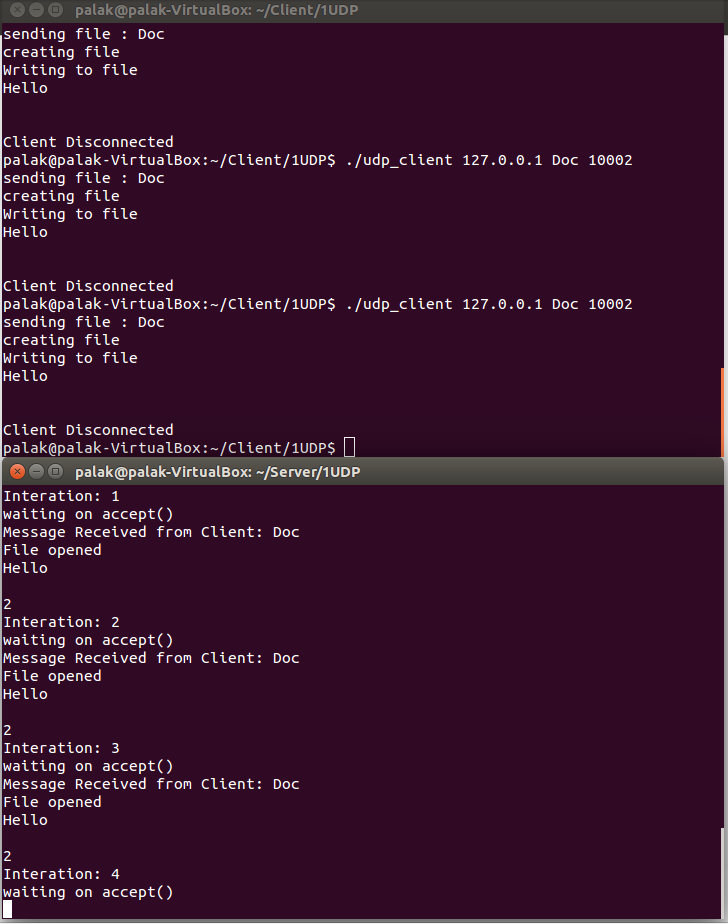 palak@palak-VirtualBox: ~/Client/1UDP
sending file : Doc
creating file
Writing to file
Hello
Client Disconnected
palak@palak-VirtualBox:~/Client/1UDP$ ./udp_client 127.0.0.1 Doc 10002
sending file : Doc
creating file
Writing to file
Hello
Client Disconnected
palak@palak-VirtualBox:~/Client/1UDP$ ./udp_client 127.0.0.1 Doc 10002
sending file : Doc
creating file
Writing to file
Hello
Client Disconnected
palak@palak-VirtualBox:~/Client/1UDP$
palak@palak-VirtualBox: ~/Server/1UDP
Interation: 1
waiting on accept()
Message Received from Client: Doc
File opened
Hello
2
Interation: 2
waiting on accept()
Message Received from Client: Doc
File opened
Hello
2
Interation: 3
waiting on accept()
Message Received from Client: Doc
File opened
Hello
2
Interation: 4
waiting on accept()